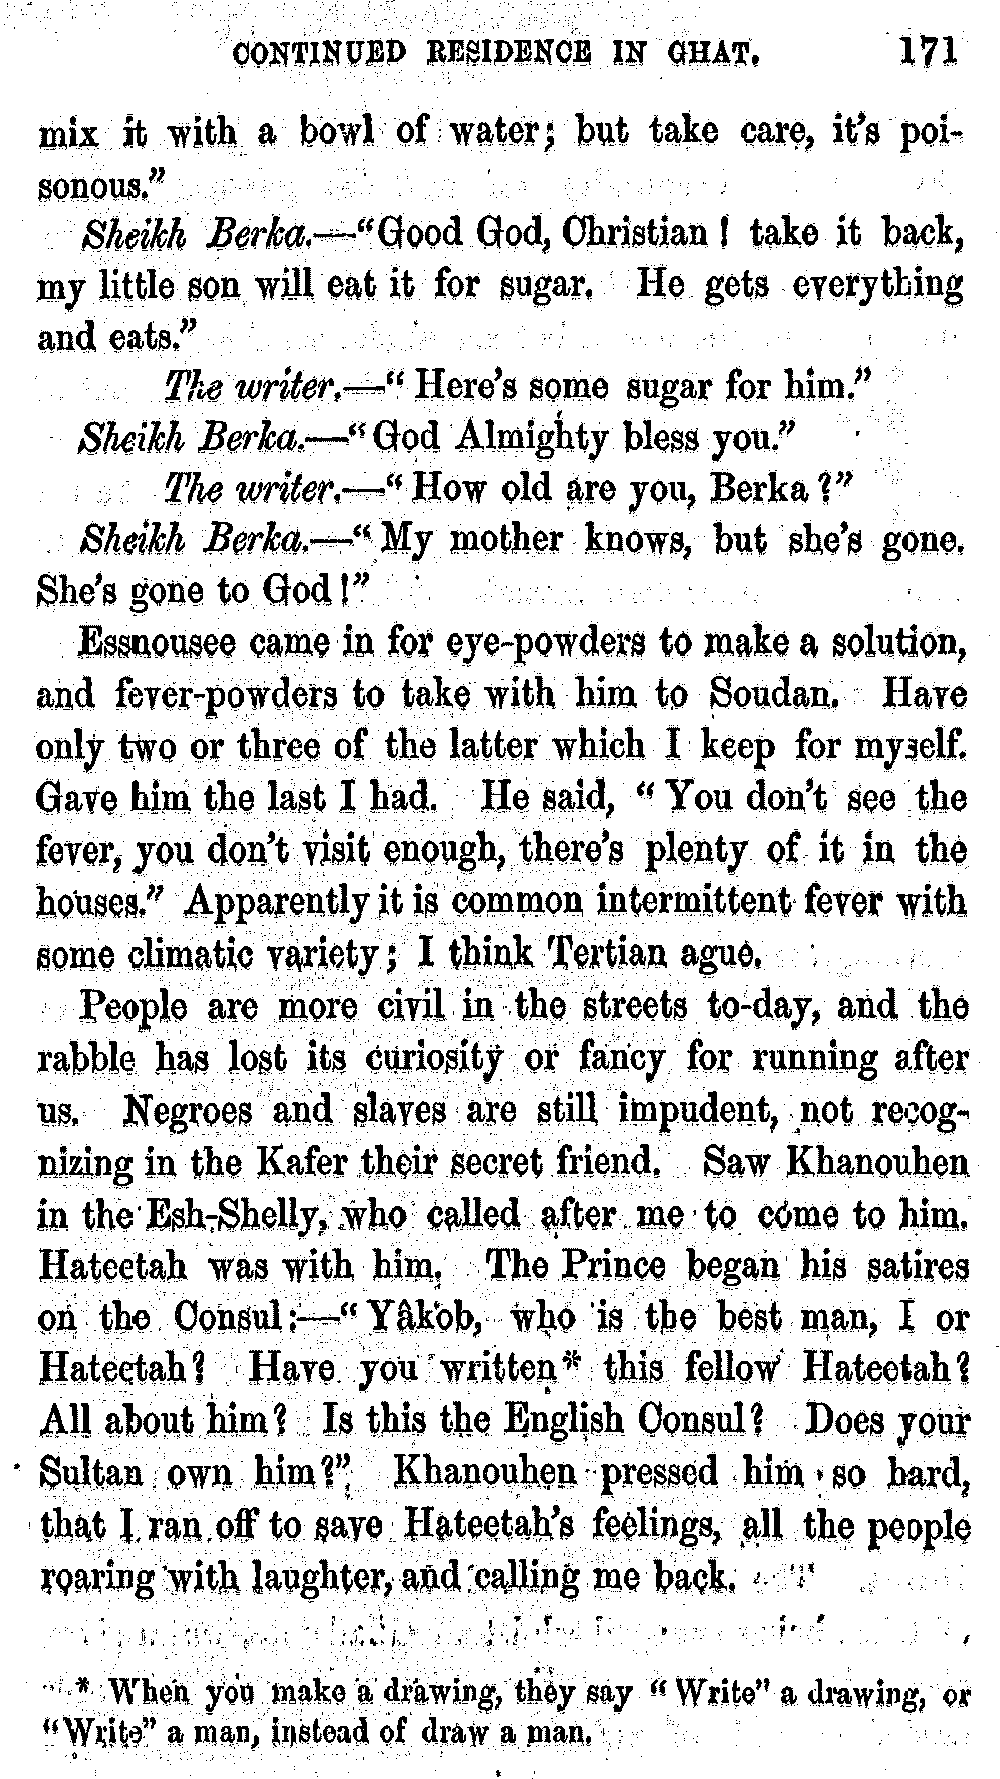 CONTINUED RESIDENCE IN GHAT. 171
mix it with a bowl of water; but take care, it's poi-
sonous."
Sheikh Berka.—"Good God, Christian! take it back,
my little son will eat it for sugar. He gets everything
and eats."
The writer.—"Here's some sugar for him."
Sheikh Berka.—"God Almighty bless you."
The writer.—"How old are you, Berka?"
Sheikh Berka.—"My mother knows, but she's gone.
She's gone to God!"
Essnousee came in for eye-powders to make a solution,
and fever-powders to take with him to Soudan. Have
only two or three of the latter which I keep for myself.
Gave him the last I had. He said, "You don't see the
fever, you don't visit enough, there's plenty of it in the
houses." Apparently it is common intermittent fever with
some climatic variety; I think Tertian ague.
People are more civil in the streets to-day, and the
rabble has lost its curiosity or fancy for running after
us. Negroes and slaves are still impudent, not recog-
nizing in the Kafer their secret friend. Saw Khanouhen
in the Esh-Shelly, who called after me to come to him.
Hateetah was with him. The Prince began his satires
on the Consul:—"Yâkob, who is the best man, I or
Hateetah? Have you written* this fellow Hateetah?
All about him? Is this the English Consul? Does your
Sultan own him?" Khanouhen pressed him so hard,
that I ran off to save Hateetah's feelings, all the people
roaring with laughter, and calling me back.
* When you make a drawing, they say "Write" a drawing, or
"Write" a man, instead of draw a man.